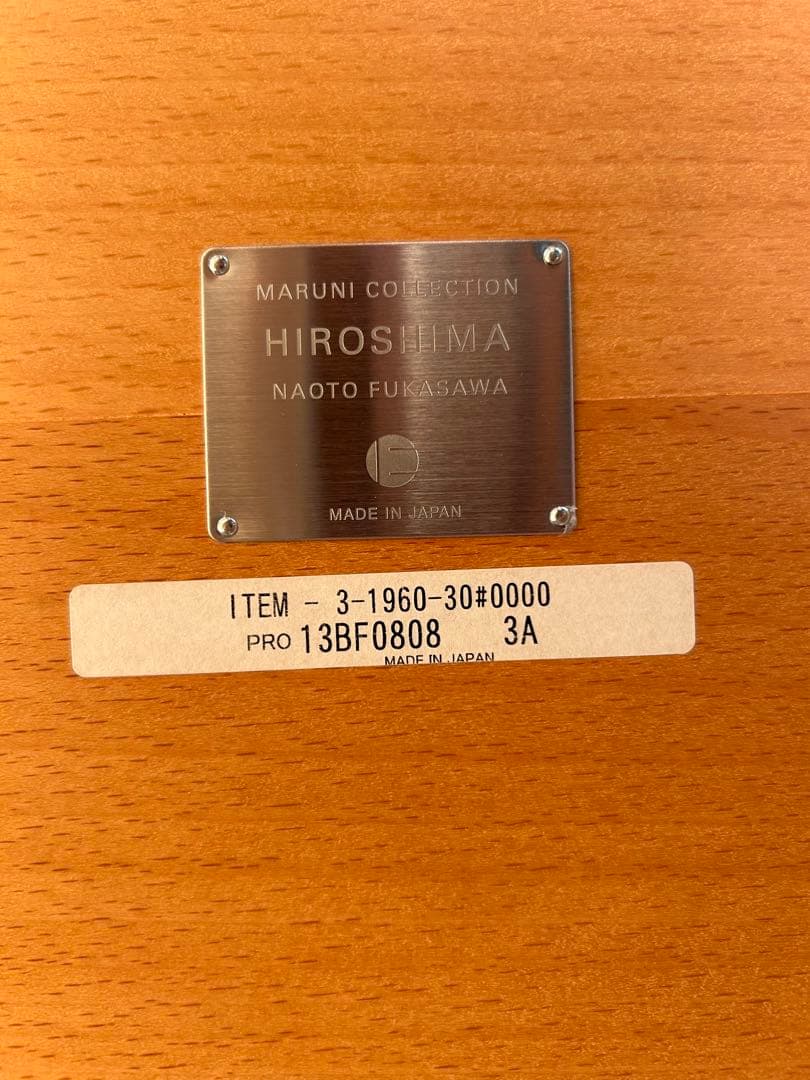 MARUNI COLLECTION
HIROSHIMA
NAOTO FUKASAWA
MADE IN JAPAN
ITEM - 3-1960-30#0000
PRO 13BF0808 3A
MADE IN JAPAN